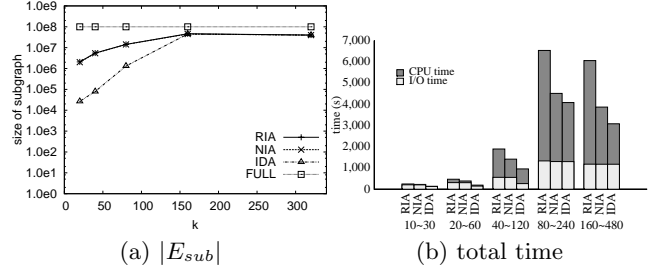 1.0e9
1.0e8
1.0e7
1.0e6
1.0e5
1.0e4
1.0e3
1.0e2
1.0e1
1.0e0
size of subgraph
RIA
NIA
IDA
FULL
0 50 100 150 200 250 300
k
(a) |E_sub|
7,000
6,000
5,000
4,000
3,000
2,000
1,000
0
time (s)
CPU time
I/O time
RIA NIA IDA RIA NIA IDA RIA NIA IDA RIA NIA IDA RIA NIA IDA
10~30 20~60 40~120 80~240 160~480
(b) total time